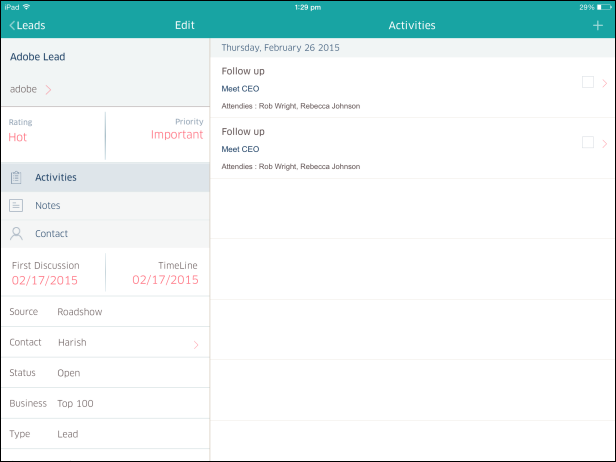 iPad 1:29 pm 29%
Leads Edit Activities
Adobe Lead
adobe
Rating Priority
Hot Important
Activities
Notes
Contact
First Discussion TimeLine
02/17/2015 02/17/2015
Source Roadshow
Contact Harish
Status Open
Business Top 100
Type Lead
Thursday, February 26 2015
Follow up
Meet CEO
Attendies : Rob Wright, Rebecca Johnson
Follow up
Meet CEO
Attendies : Rob Wright, Rebecca Johnson